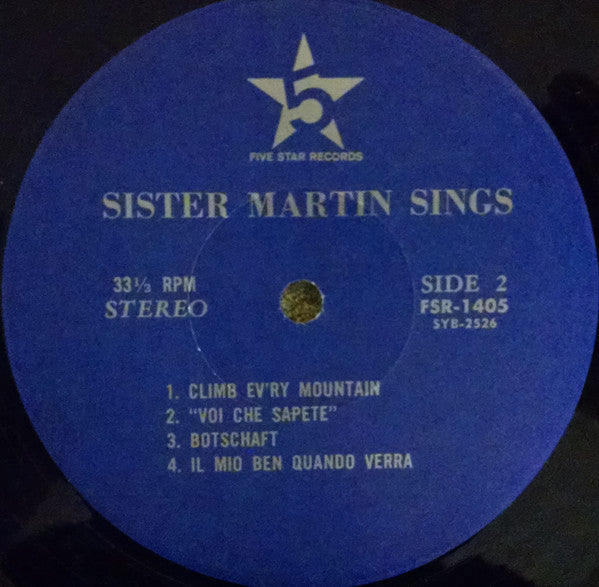 5
FIVE STAR RECORDS
SISTER MARTIN SINGS
33⅓ RPM
STEREO
SIDE 2
FSR-1405
SYB-2526
1. CLIMB EV'RY MOUNTAIN
2. "VOI CHE SAPETE"
3. BOTSCHAFT
4. IL MIO BEN QUANDO VERRA